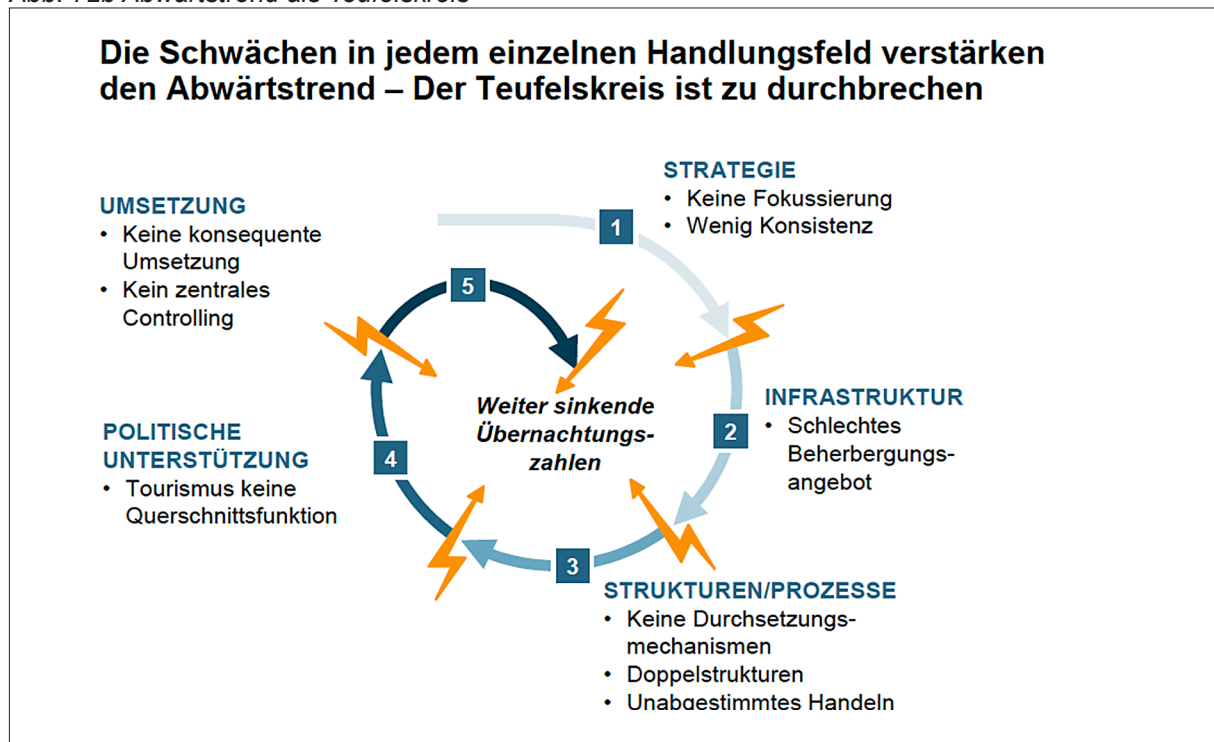 Die Schwächen in jedem einzelnen Handlungsfeld verstärken
den Abwärtstrend – Der Teufelskreis ist zu durchbrechen
STRATEGIE
• Keine Fokussierung
• Wenig Konsistenz
1
UMSETZUNG
• Keine konsequente
Umsetzung
• Kein zentrales
Controlling
5
INFRASTRUKTUR
• Schlechtes
Beherbergungs-
angebot
2
Weiter sinkende
Übernachtungs-
zahlen
POLITISCHE
UNTERSTÜTZUNG
• Tourismus keine
Querschnittsfunktion
4
3
STRUKTUREN/PROZESSE
• Keine Durchsetzungs-
mechanismen
• Doppelstrukturen
• Unabgestimmtes Handeln